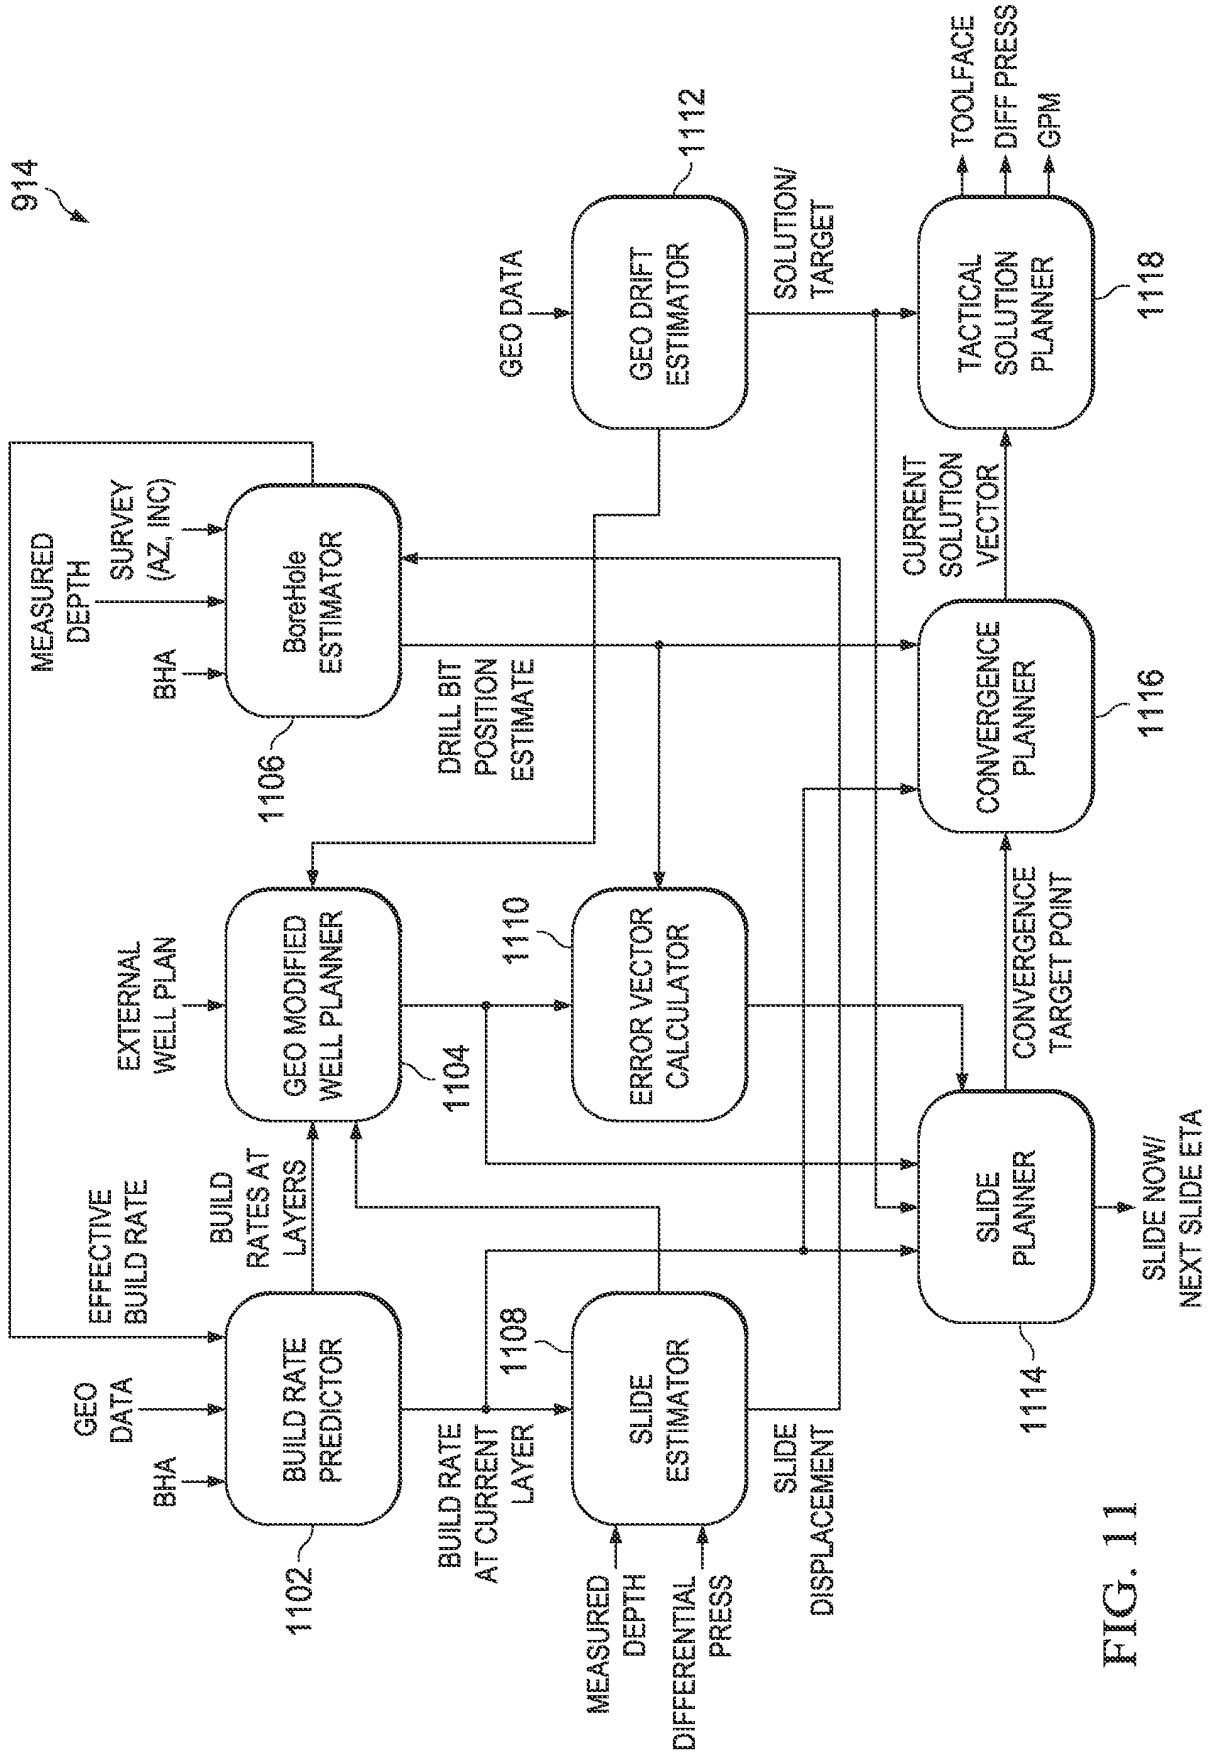 914
BHA
GEO
DATA
EFFECTIVE
BUILD RATE
EXTERNAL
WELL PLAN
BHA
MEASURED
DEPTH
SURVEY
(AZ, INC)
1102
BUILD RATE
PREDICTOR
BUILD
RATES AT
LAYERS
GEO MODIFIED
WELL PLANNER
1104
1106
BoreHole
ESTIMATOR
BUILD RATE
AT CURRENT
LAYER
DRILL BIT
POSITION
ESTIMATE
GEO DATA
MEASURED
DEPTH
DIFFERENTIAL
PRESS
1108
SLIDE
ESTIMATOR
1110
ERROR VECTOR
CALCULATOR
GEO DRIFT
ESTIMATOR
1112
SLIDE
DISPLACEMENT
SOLUTION/
TARGET
1114
SLIDE
PLANNER
CONVERGENCE
TARGET POINT
CONVERGENCE
PLANNER
1116
CURRENT
SOLUTION
VECTOR
TACTICAL
SOLUTION
PLANNER
1118
TOOLFACE
DIFF PRESS
GPM
SLIDE NOW/
NEXT SLIDE ETA
FIG. 11